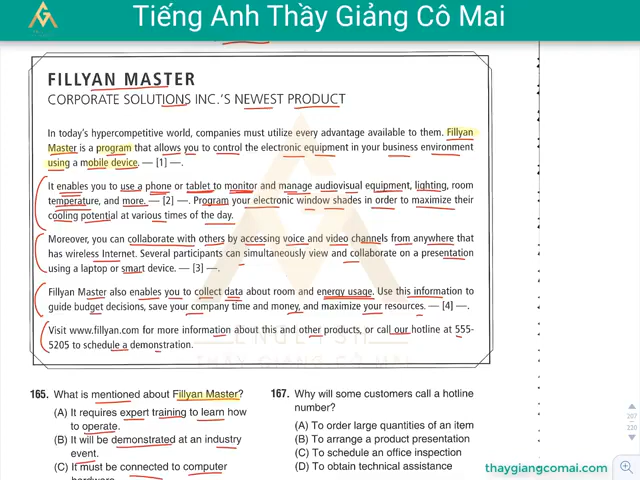 Tiếng Anh Thầy Giảng Cô Mai
FILLYAN MASTER
CORPORATE SOLUTIONS INC.'S NEWEST PRODUCT
In today's hypercompetitive world, companies must utilize every advantage available to them. Fillyan
Master is a program that allows you to control the electronic equipment in your business environment
using a mobile device. — [1] —.
It enables you to use a phone or tablet to monitor and manage audiovisual equipment, lighting, room
temperature, and more. — [2] —. Program your electronic window shades in order to maximize their
cooling potential at various times of the day.
Moreover, you can collaborate with others by accessing voice and video channels from anywhere that
has wireless Internet. Several participants can simultaneously view and collaborate on a presentation
using a laptop or smart device. — [3] —.
Fillyan Master also enables you to collect data about room and energy usage. Use this information to
guide budget decisions, save your company time and money, and maximize your resources. — [4] —.
Visit www.fillyan.com for more information about this and other products, or call our hotline at 555-
5205 to schedule a demonstration.
ENGLISH
THAY GIANG CO MAI
165. What is mentioned about Fillyan Master?
(A) It requires expert training to learn how
to operate.
(B) It will be demonstrated at an industry
event.
(C) It must be connected to computer
hardware.
167. Why will some customers call a hotline
number?
(A) To order large quantities of an item
(B) To arrange a product presentation
(C) To schedule an office inspection
(D) To obtain technical assistance
207
220
thaygiangcomai.com